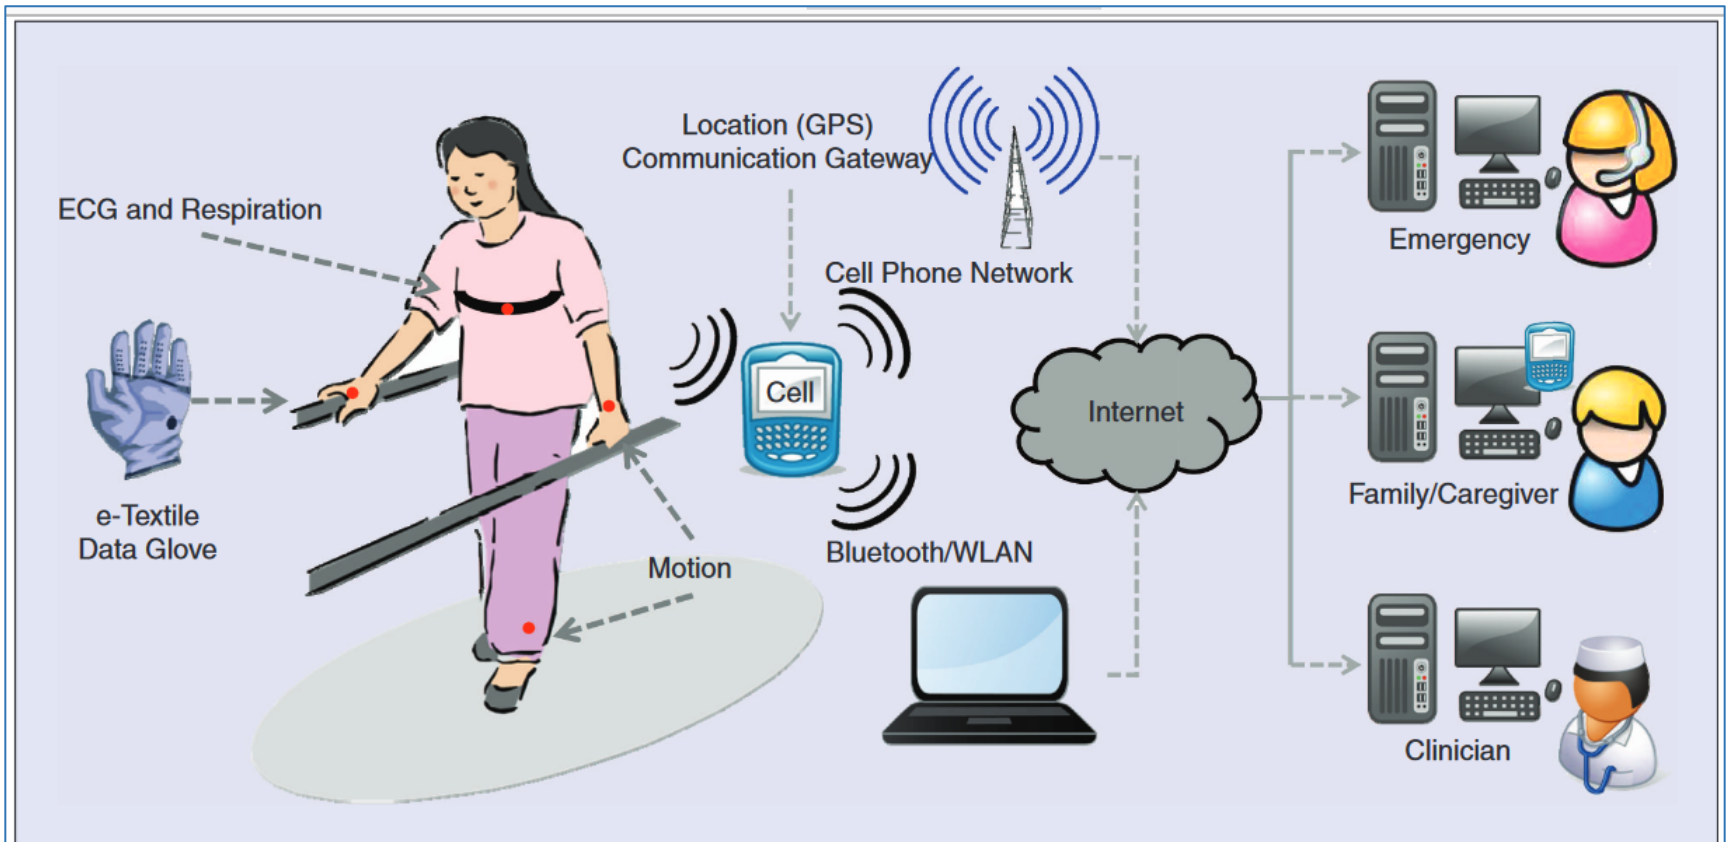 Location (GPS)
Communication Gateway
ECG and Respiration
Emergency
Cell Phone Network
Cell
Internet
Family/Caregiver
e-Textile
Data Glove
Motion
Bluetooth/WLAN
Clinician